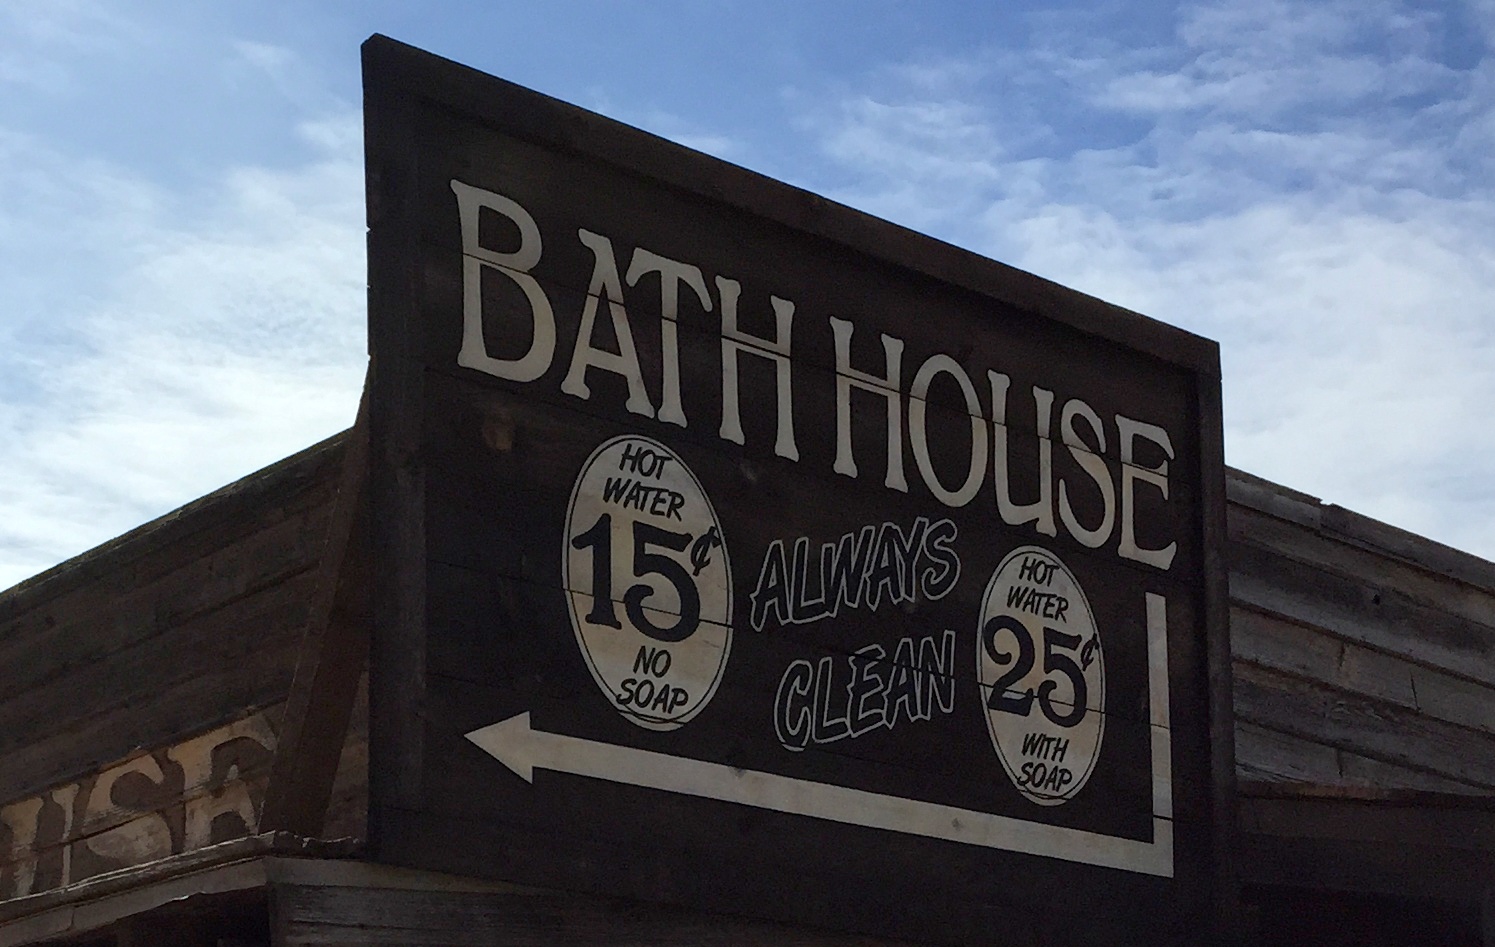 BATH HOUSE
HOT
WATER
15¢
NO
SOAP
ALWAYS
CLEAN
HOT
WATER
25¢
WITH
SOAP